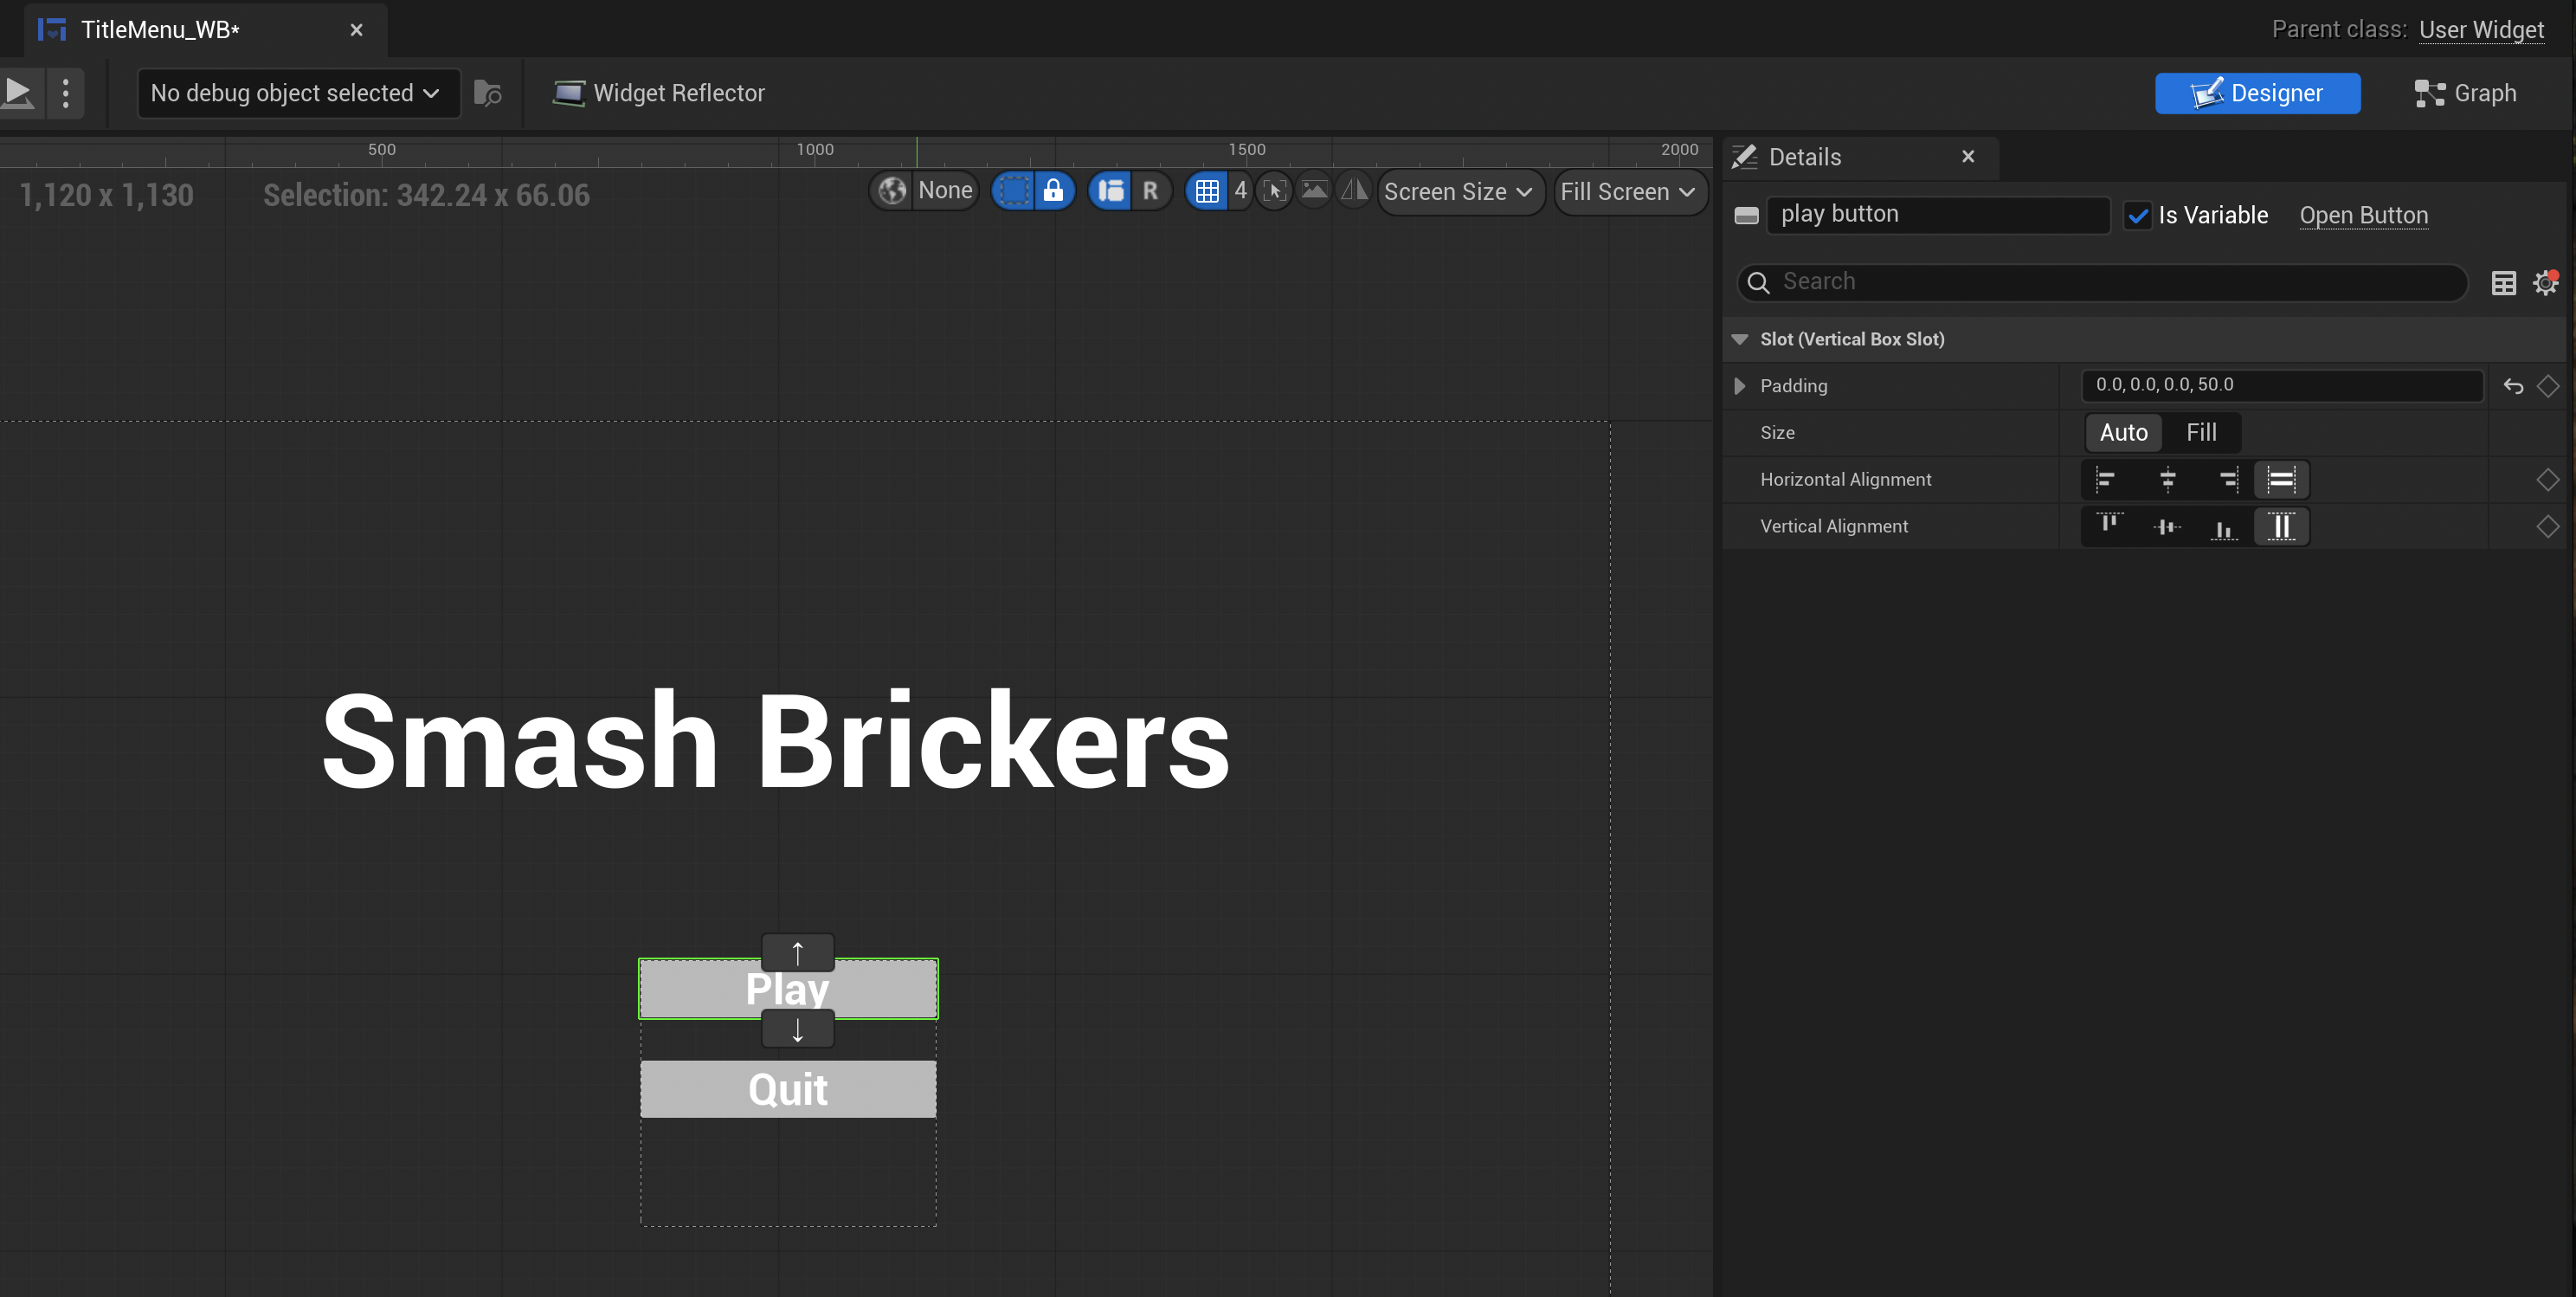 TitleMenu_WB*
Parent class: User Widget
No debug object selected
Widget Reflector
Designer
Graph
500
1000
1500
2000
Details
1,120 x 1,130
Selection: 342.24 x 66.06
None
R
4
Screen Size
Fill Screen
play button
Is Variable
Open Button
Search
Slot (Vertical Box Slot)
Padding
0.0, 0.0, 0.0, 50.0
Size
Auto
Fill
Horizontal Alignment
Vertical Alignment
Smash Brickers
Play
Quit